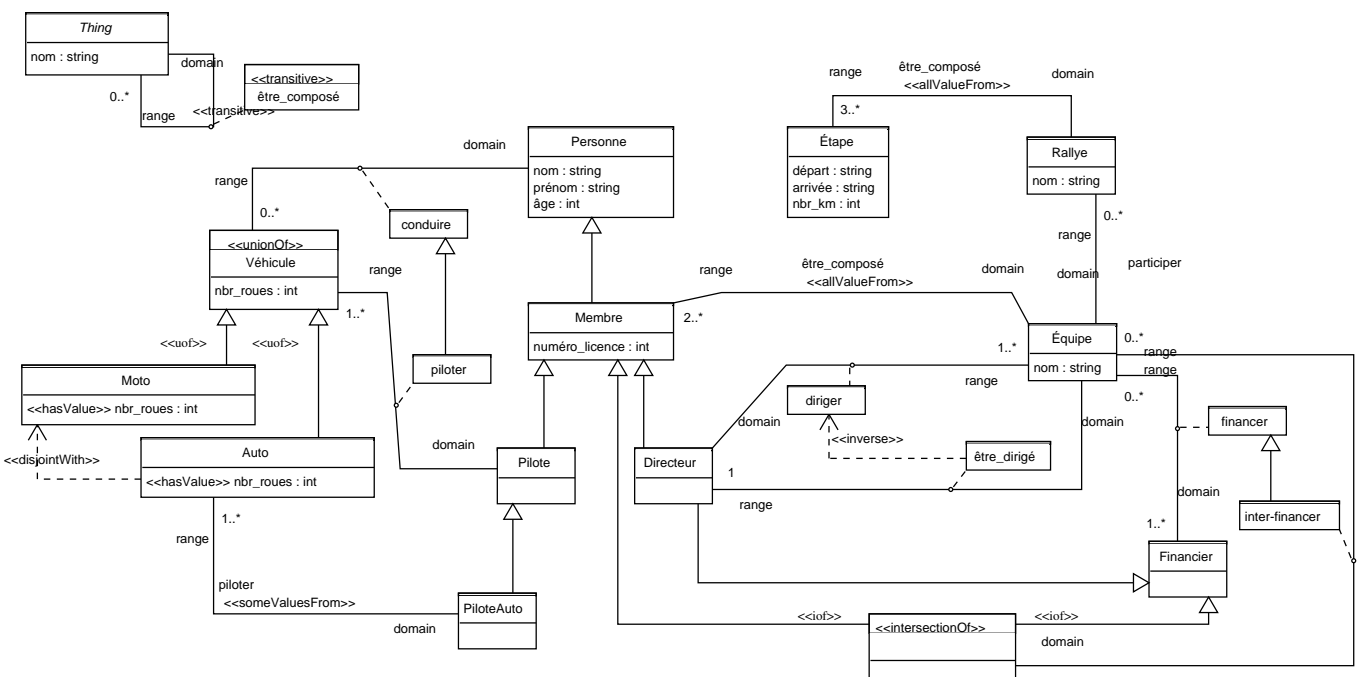 Thing
nom : string
domain
0..*
range
<<transitive>>
<<transitive>>
être_composé
Personne
nom : string
prénom : string
âge : int
domain
range
0..*
conduire
<<unionOf>>
Véhicule
nbr_roues : int
range
1..*
<<uof>>
<<uof>>
piloter
Moto
<<hasValue>> nbr_roues : int
<<disjointWith>>
Auto
<<hasValue>> nbr_roues : int
domain
Pilote
1..*
range
piloter
<<someValuesFrom>>
domain
PiloteAuto
range
être_composé
<<allValueFrom>>
domain
3..*
Étape
départ : string
arrivée : string
nbr_km : int
Rallye
nom : string
0..*
range
domain
participer
range
être_composé
<<allValueFrom>>
domain
Membre
numéro_licence : int
2..*
Équipe
nom : string
0..*
range
range
0..*
1..*
range
diriger
domain
domain
<<inverse>>
être_dirigé
Directeur
1
range
financer
inter-financer
domain
1..*
Financier
<<iof>>
<<intersectionOf>>
<<iof>>
domain